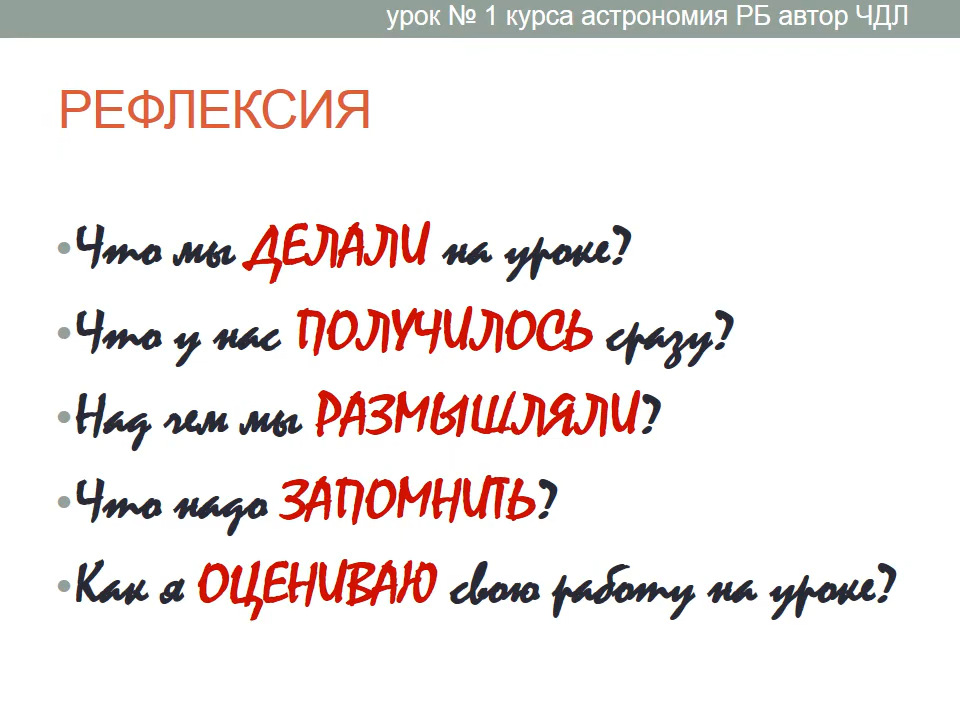 урок № 1 курса астрономия РБ автор ЧДЛ
РЕФЛЕКСИЯ
•Что мы ДЕЛАЛИ на уроке?
•Что у нас ПОЛУЧИЛОСЬ сразу?
•Над чем мы РАЗМЫШЛЯЛИ?
•Что надо ЗАПОМНИТЬ?
•Как я ОЦЕНИВАЮ свою работу на уроке?